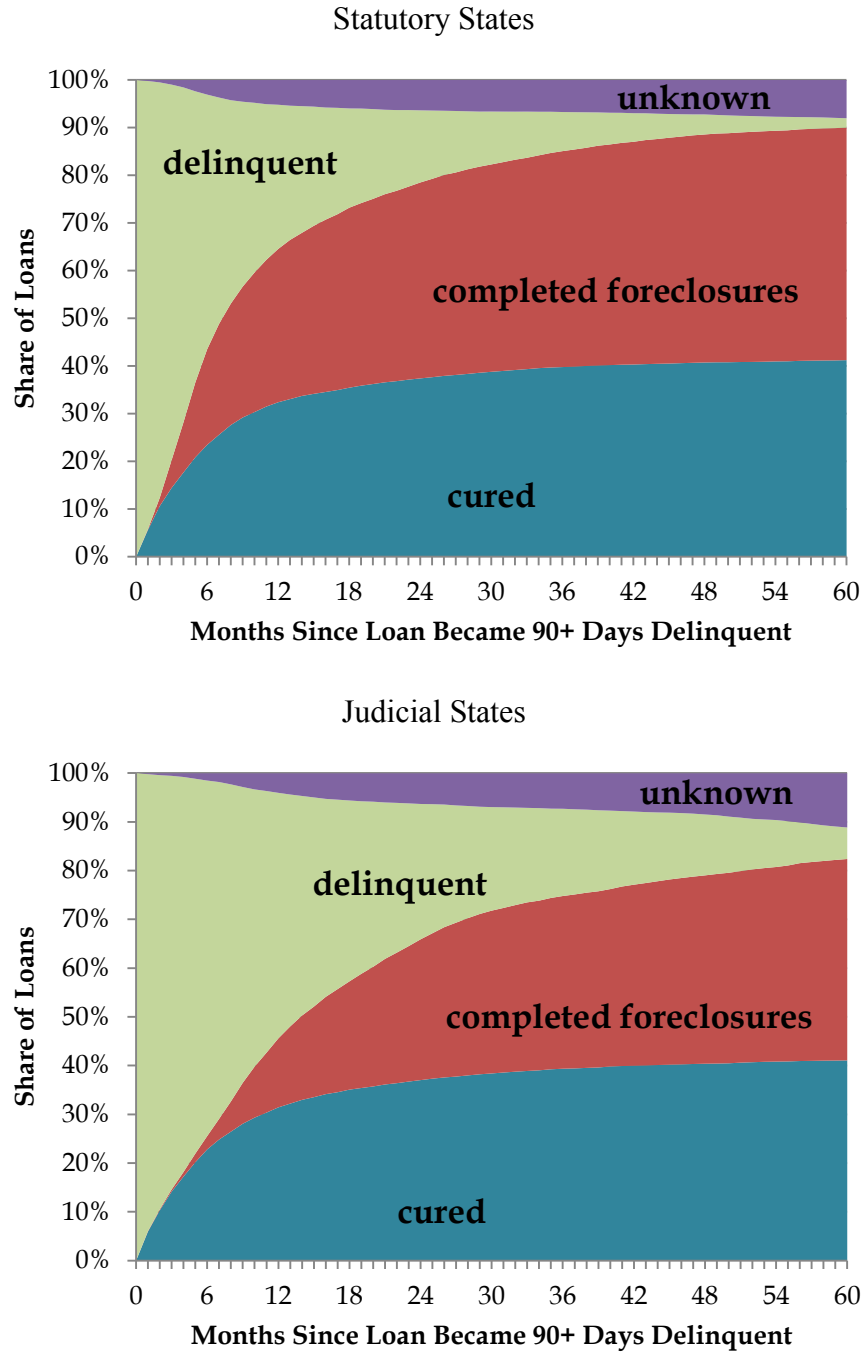 Statutory States
100%
90%
80%
70%
60%
50%
40%
30%
20%
10%
0%
Share of Loans
unknown
delinquent
completed foreclosures
cured
0 6 12 18 24 30 36 42 48 54 60
Months Since Loan Became 90+ Days Delinquent
Judicial States
100%
90%
80%
70%
60%
50%
40%
30%
20%
10%
0%
Share of Loans
unknown
delinquent
completed foreclosures
cured
0 6 12 18 24 30 36 42 48 54 60
Months Since Loan Became 90+ Days Delinquent